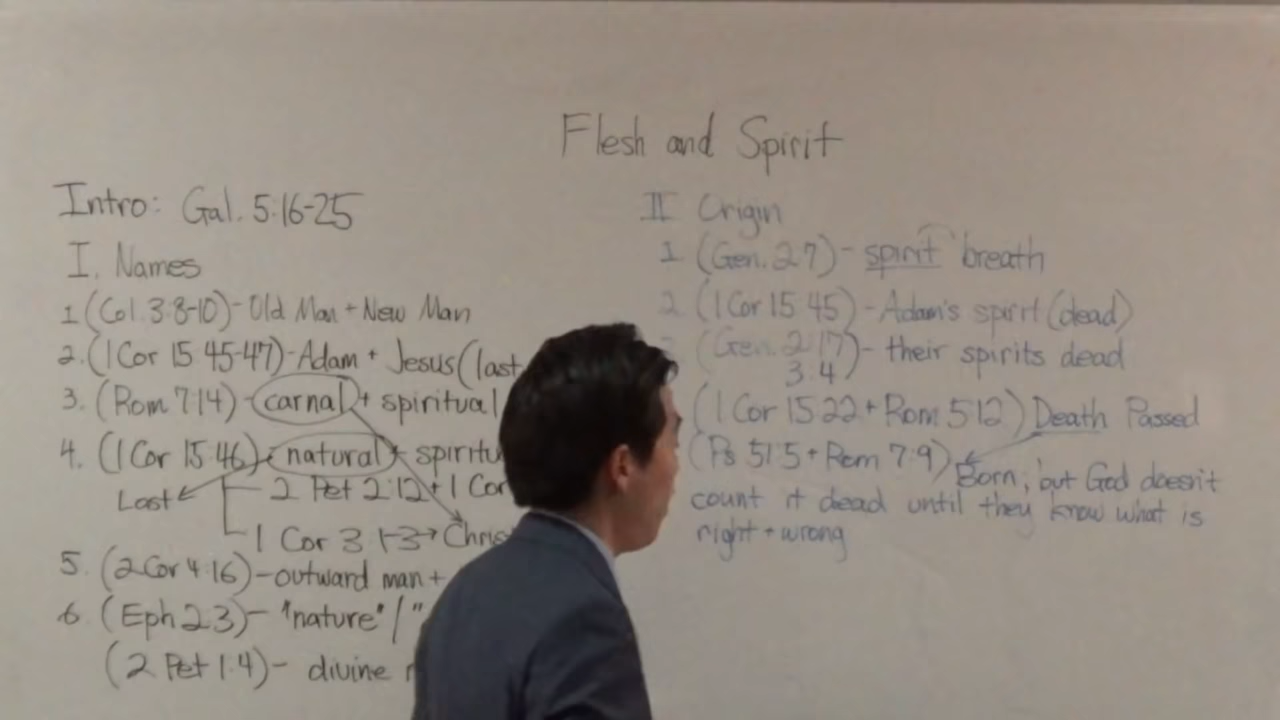 Flesh and Spirit
Intro: Gal. 5:16-25
I. Names
1 (Col. 3:8-10)- Old Man + New Man
2. (1 Cor 15 45-47)- Adam + Jesus (last
3. (Rom 7:14) - carnal + spiritual
4. (1 Cor 15:46) - natural + spiritu
Lost
2 Pet 2:12 + 1 Cor
1 Cor 3 1-3 → Chris
5. (2 Cor 4:16) - outward man +
6 (Eph 2:3) - "nature" / "
(2 Pet 1:4) - divine
II Origin
1. (Gen. 2:7) - spirit breath
2. (1 Cor 15 45) - Adam's spirit (dead)
(Gen. 2:17) - their spirits dead
3:4
(1 Cor 15:22 + Rom 5:12) Death Passed
(Ps 51:5 + Rom 7:9) Born, but God doesn't
count it dead until they know what is
right + wrong